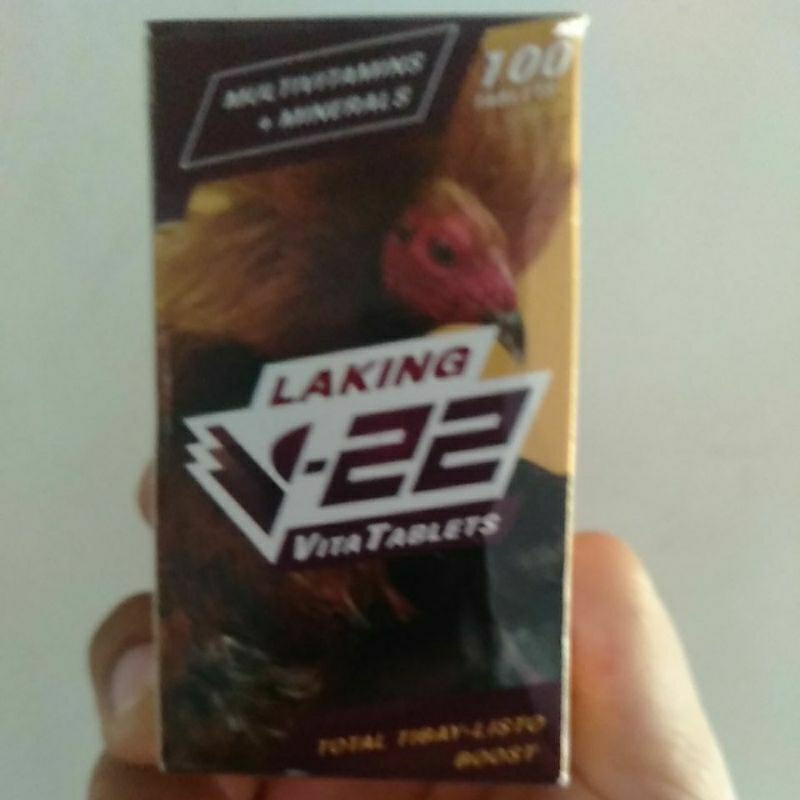 MULTIVITAMINS
+ MINERALS
100
TABLETS
LAKING
V-22
VITATABLETS
TOTAL TIBAY-LISTO
BOOST